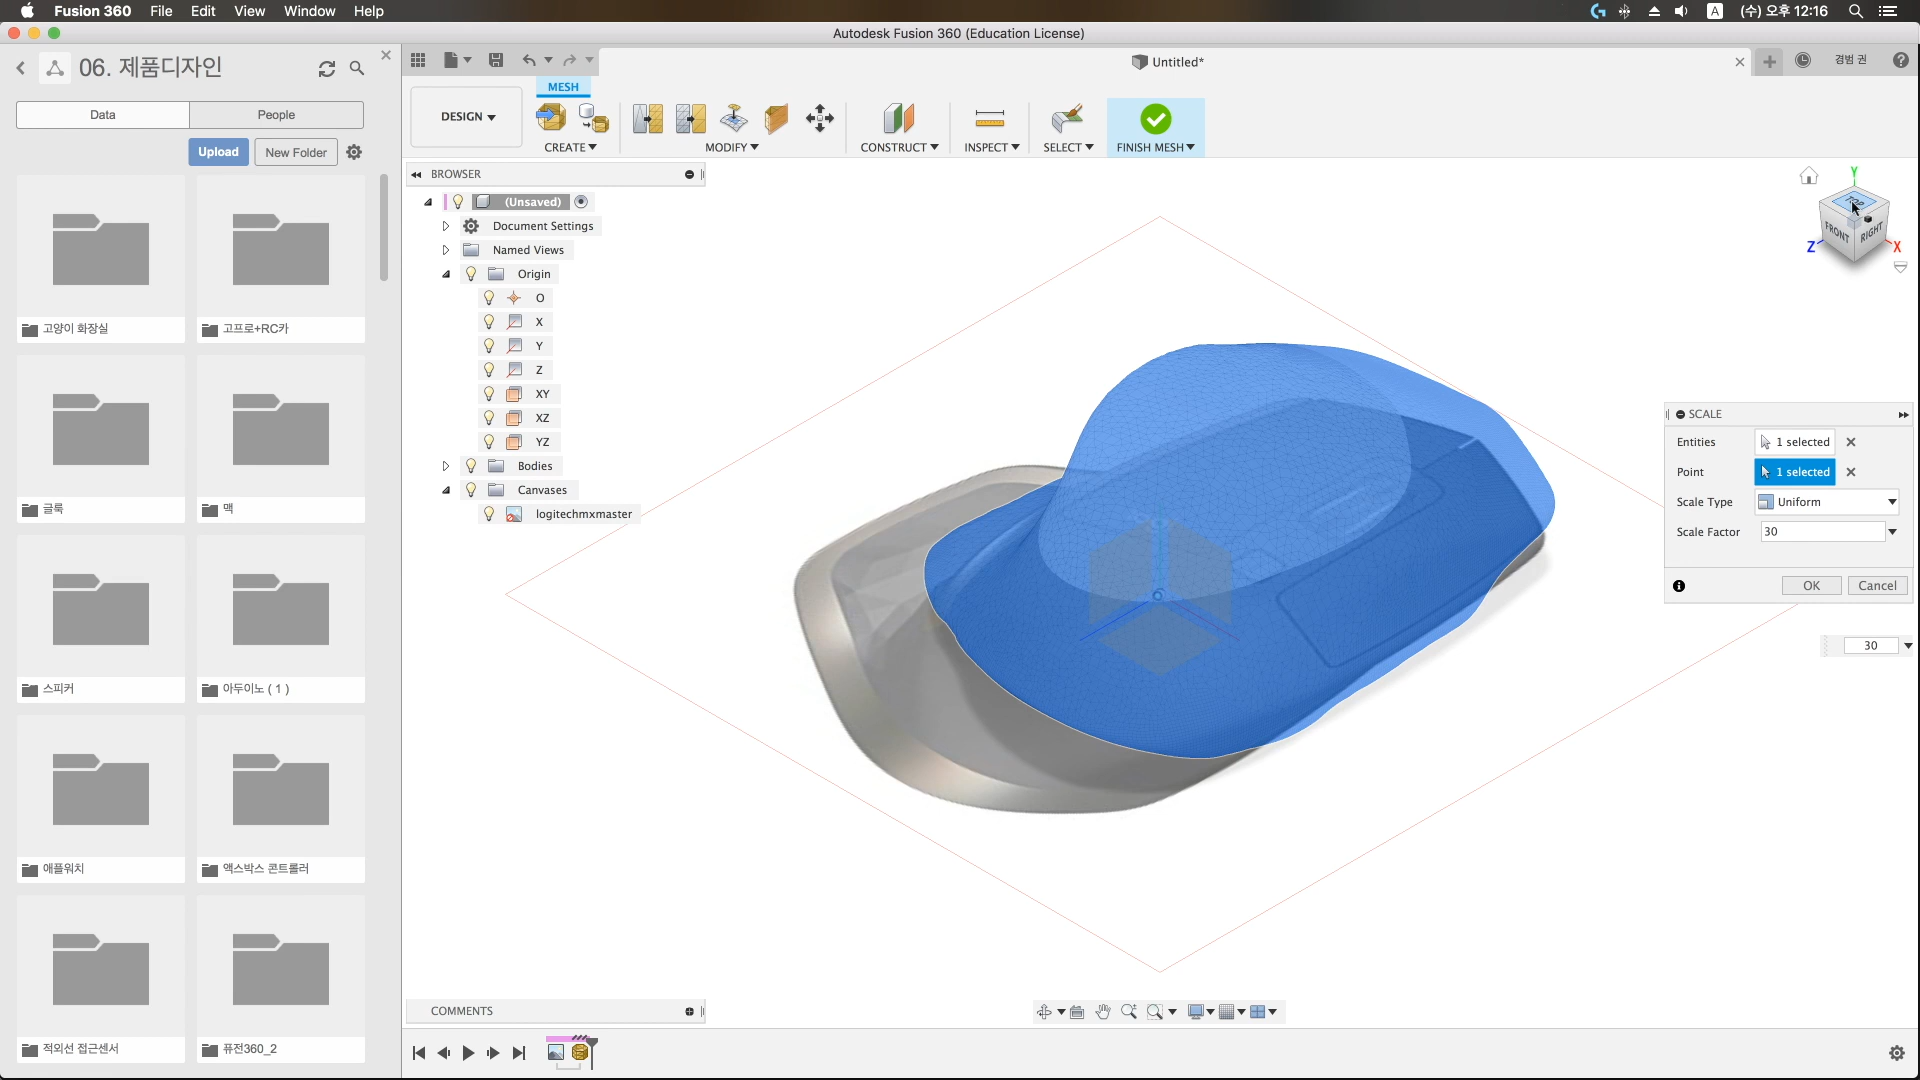 Fusion 360 File Edit View Window Help
A (수) 오후 12:16
Autodesk Fusion 360 (Education License)
06. 제품디자인
Data People
Upload New Folder
고양이 화장실
고프로+RC카
글룩
맥
스피커
아두이노 ( 1 )
애플워치
액스박스 콘트롤러
적외선 접근센서
퓨전360_2
Untitled*
경범 권
MESH
DESIGN
CREATE MODIFY CONSTRUCT INSPECT SELECT FINISH MESH
BROWSER
(Unsaved)
Document Settings
Named Views
Origin
O
X
Y
Z
XY
XZ
YZ
Bodies
Canvases
logitechmxmaster
Y
TOP
FRONT RIGHT
Z X
SCALE
Entities 1 selected
Point 1 selected
Scale Type Uniform
Scale Factor 30
OK Cancel
30
COMMENTS